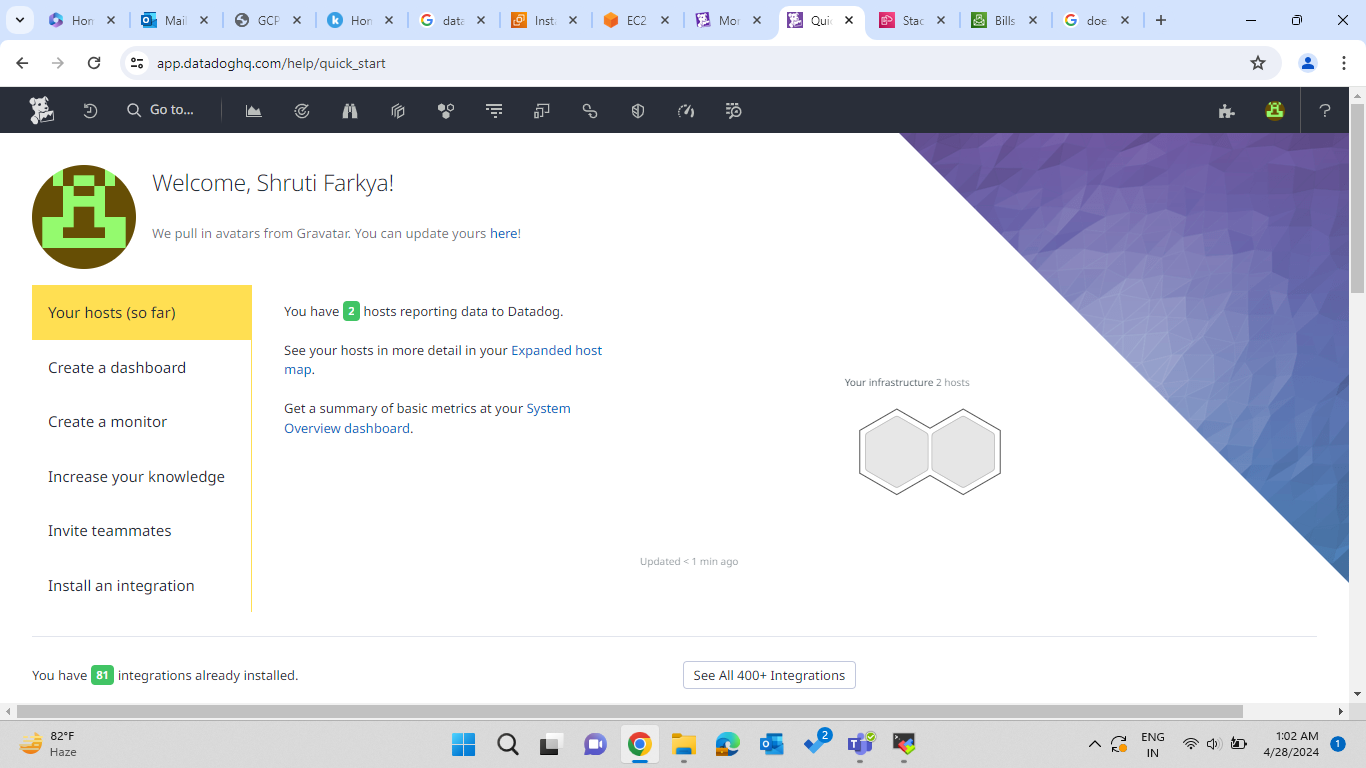 Hom
Mail
GCP
Hon
data
Inst
EC2
Mor
Quic
Stac
Bills
doe
app.datadoghq.com/help/quick_start
Go to...
Welcome, Shruti Farkya!
We pull in avatars from Gravatar. You can update yours here!
Your hosts (so far)
Create a dashboard
Create a monitor
Increase your knowledge
Invite teammates
Install an integration
You have 2 hosts reporting data to Datadog.
See your hosts in more detail in your Expanded host
map.
Get a summary of basic metrics at your System
Overview dashboard.
Your infrastructure 2 hosts
Updated < 1 min ago
You have 81 integrations already installed.
See All 400+ Integrations
82°F
Haze
2
ENG
IN
1:02 AM
4/28/2024
1